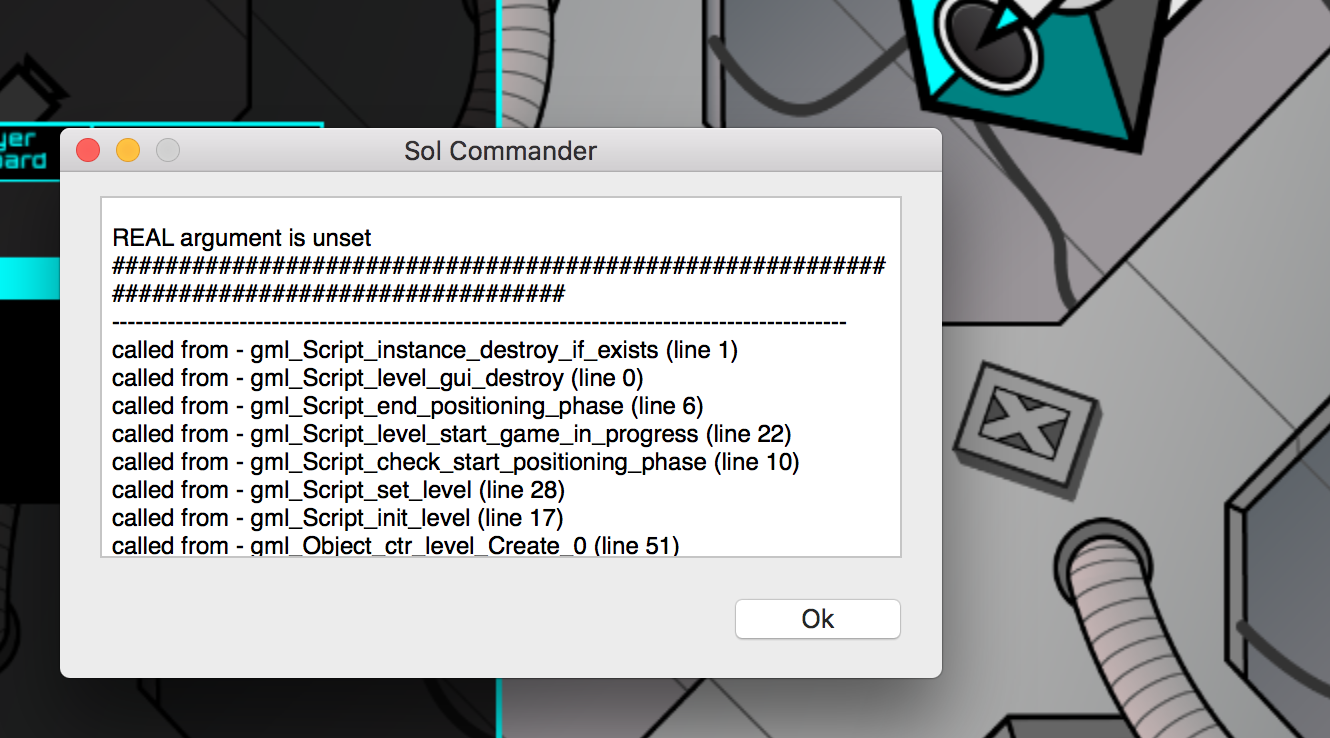 Sol Commander
REAL argument is unset
##########################################################
##################################
--------------------------------------------------------------------------------------------
called from - gml_Script_instance_destroy_if_exists (line 1)
called from - gml_Script_level_gui_destroy (line 0)
called from - gml_Script_end_positioning_phase (line 6)
called from - gml_Script_level_start_game_in_progress (line 22)
called from - gml_Script_check_start_positioning_phase (line 10)
called from - gml_Script_set_level (line 28)
called from - gml_Script_init_level (line 17)
called from - gml_Object_ctr_level_Create_0 (line 51)
Ok